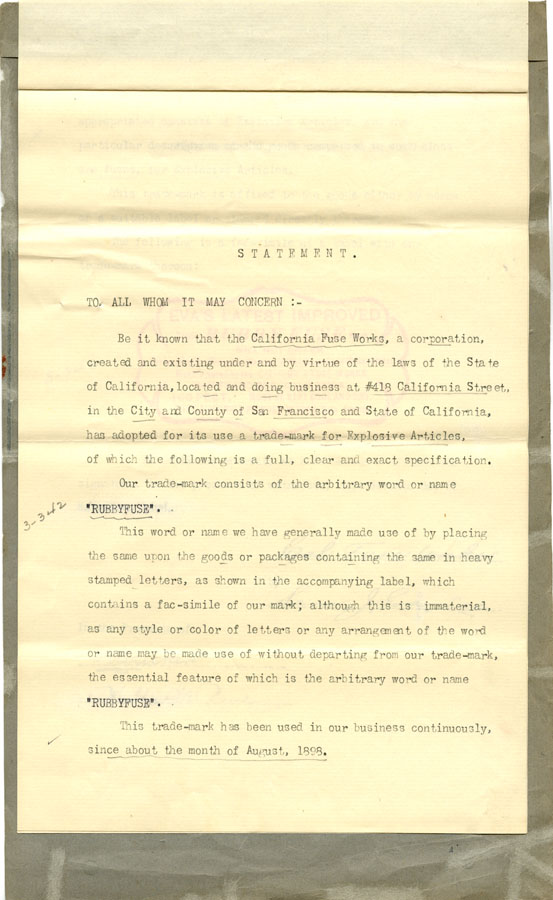 STATEMENT.
TO ALL WHOM IT MAY CONCERN :-
Be it known that the California Fuse Works, a corporation,
created and existing under and by virtue of the laws of the State
of California, located and doing business at #418 California Street,
in the City and County of San Francisco and State of California,
has adopted for its use a trade-mark for Explosive Articles,
of which the following is a full, clear and exact specification.
Our trade-mark consists of the arbitrary word or name
"RUBBYFUSE".
3-342
This word or name we have generally made use of by placing
the same upon the goods or packages containing the same in heavy
stamped letters, as shown in the accompanying label, which
contains a fac-simile of our mark; although this is immaterial,
as any style or color of letters or any arrangement of the word
or name may be made use of without departing from our trade-mark,
the essential feature of which is the arbitrary word or name
"RUBBYFUSE".
This trade-mark has been used in our business continuously,
since about the month of August, 1898.